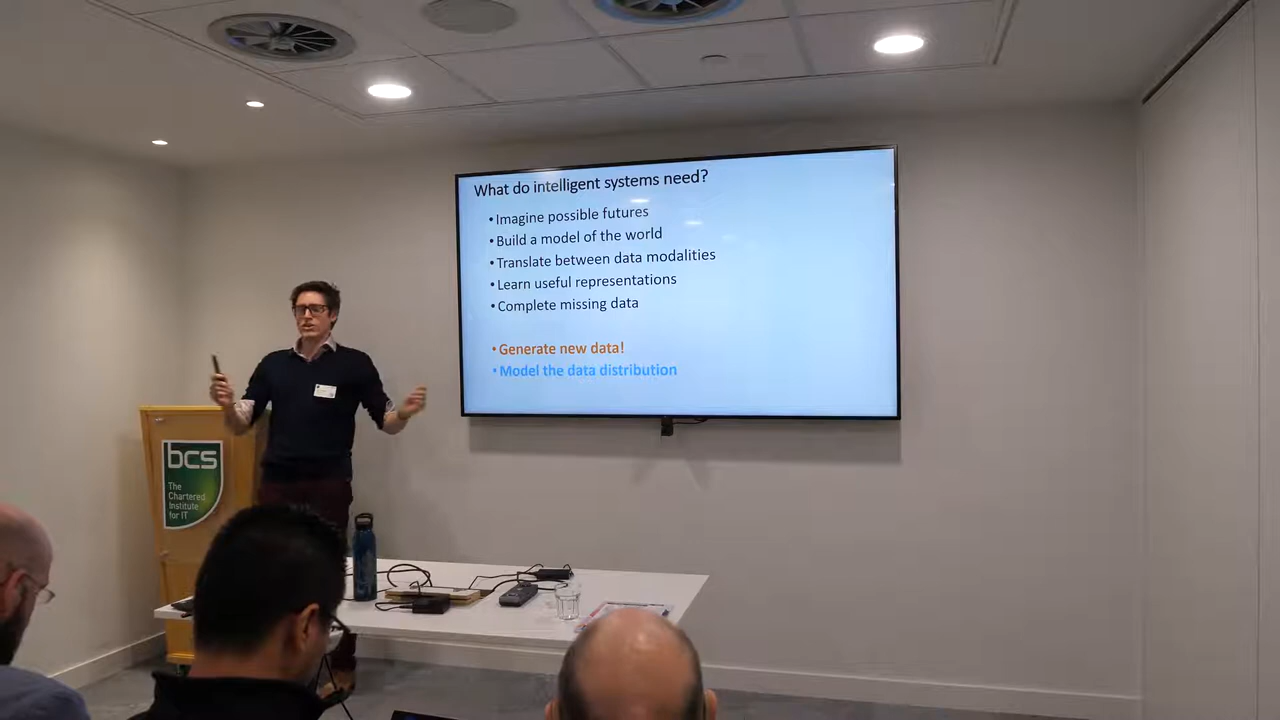 What do intelligent systems need?
• Imagine possible futures
• Build a model of the world
• Translate between data modalities
• Learn useful representations
• Complete missing data
• Generate new data!
• Model the data distribution
bcs
The
Chartered
Institute
for IT